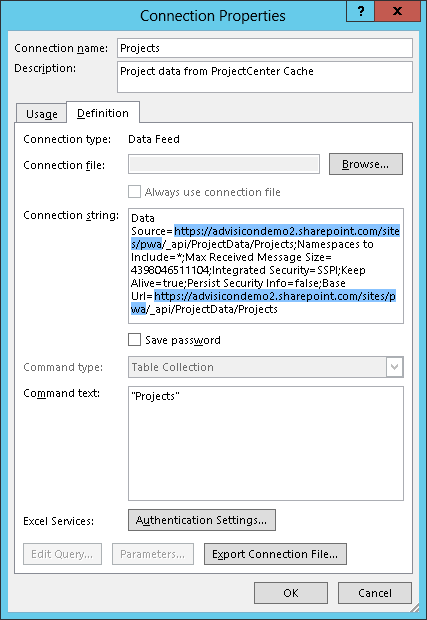 Connection Properties
?
x
Connection name: Projects
Description: Project data from ProjectCenter Cache
Usage Definition
Connection type: Data Feed
Connection file: Browse...
Always use connection file
Connection string: Data
Source=https://advisicondemo2.sharepoint.com/site
s/pwa/_api/ProjectData/Projects;Namespaces to
Include=*;Max Received Message Size=
4398046511104;Integrated Security=SSPI;Keep
Alive=true;Persist Security Info=false;Base
Url=https://advisicondemo2.sharepoint.com/sites/p
wa/_api/ProjectData/Projects
Save password
Command type: Table Collection
Command text: "Projects"
Excel Services: Authentication Settings...
Edit Query... Parameters... Export Connection File...
OK Cancel